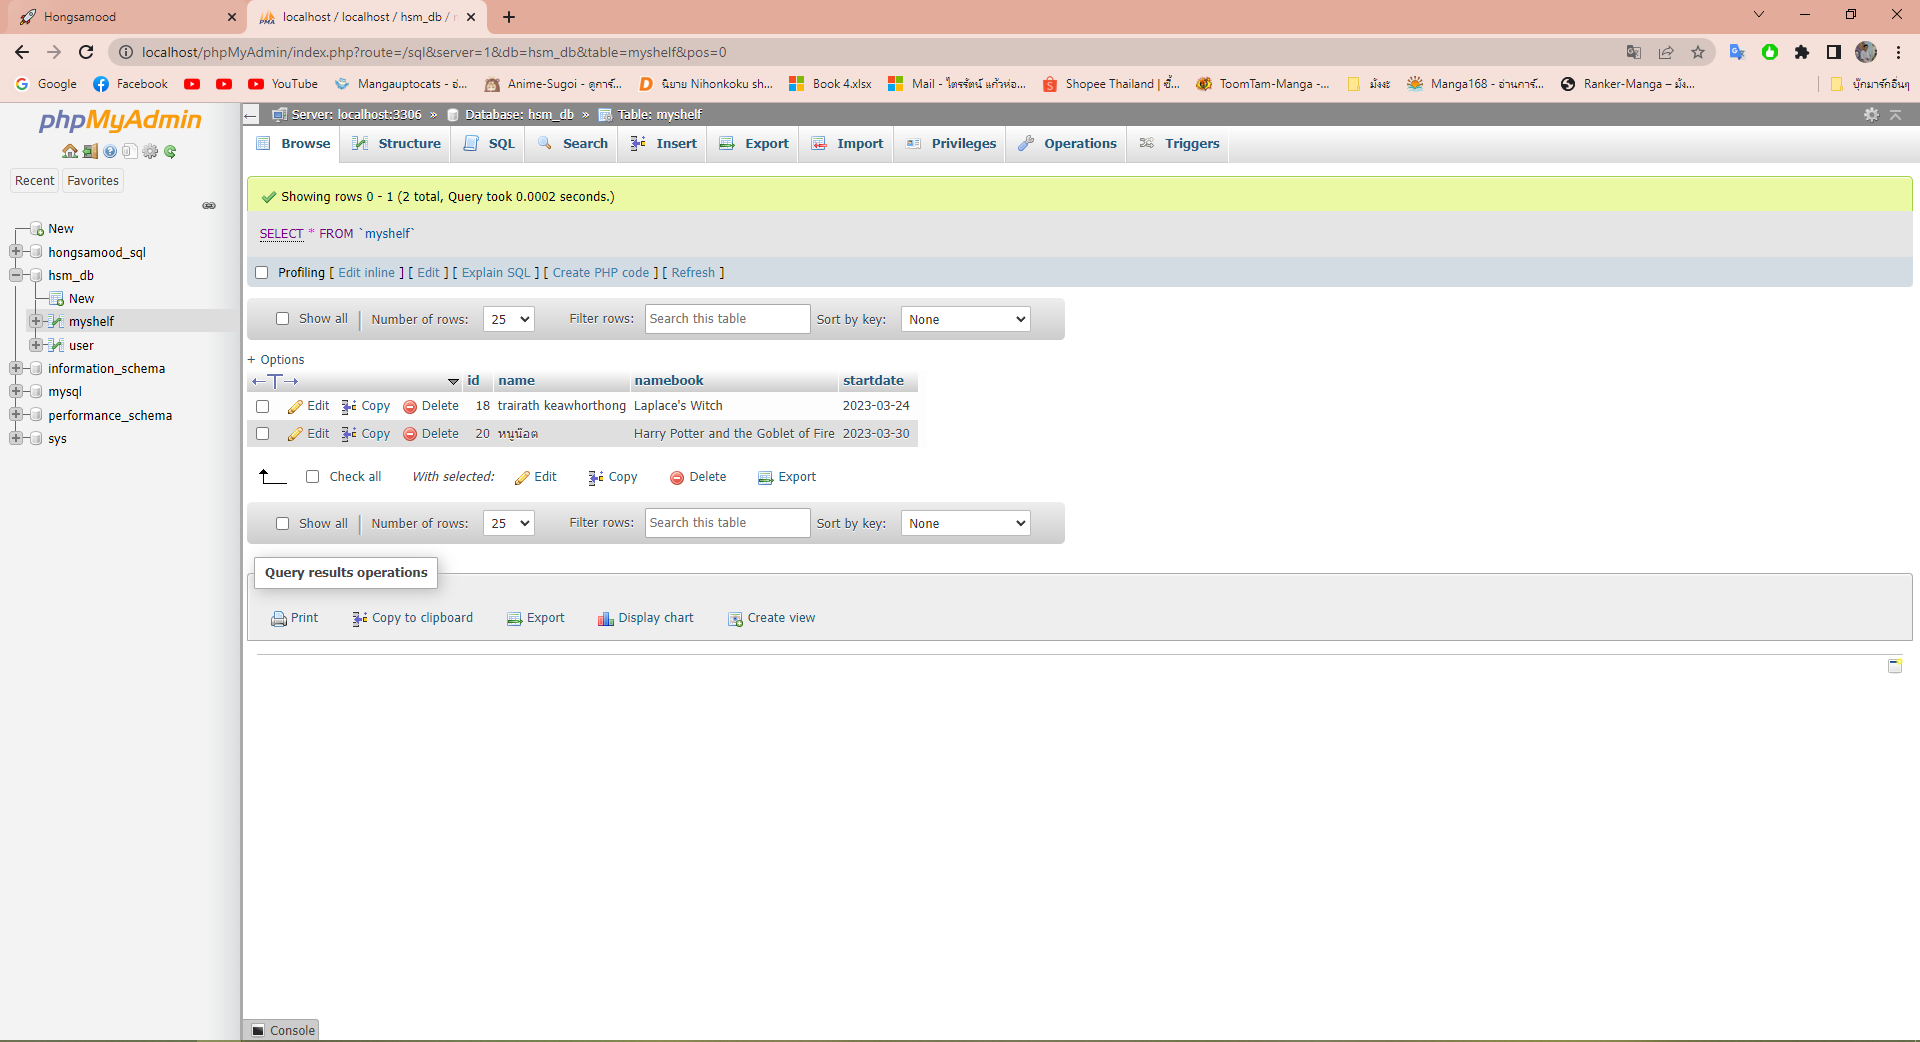 Hongsamood
localhost / localhost / hsm_db /
localhost/phpMyAdmin/index.php?route=/sql&server=1&db=hsm_db&table=myshelf&pos=0
Google Facebook YouTube Mangauptocats - อ่... Anime-Sugoi - ดูการ์... นิยาย Nihonkoku sh... Book 4.xlsx Mail - ไตรรัตน์ แก้วห่อ... Shopee Thailand | ซื้... ToomTam-Manga -... มังงะ Manga168 - อ่านการ์... Ranker-Manga – มัง... บุ๊กมาร์กอื่นๆ
phpMyAdmin
Recent Favorites
New
hongsamood_sql
hsm_db
New
myshelf
user
information_schema
mysql
performance_schema
sys
Server: localhost:3306 » Database: hsm_db » Table: myshelf
Browse Structure SQL Search Insert Export Import Privileges Operations Triggers
Showing rows 0 - 1 (2 total, Query took 0.0002 seconds.)
SELECT * FROM `myshelf`
Profiling [ Edit inline ] [ Edit ] [ Explain SQL ] [ Create PHP code ] [ Refresh ]
Show all | Number of rows: 25 Filter rows: Search this table Sort by key: None
+ Options
←T→ id name namebook startdate
Edit Copy Delete 18 trairath keawhorthong Laplace's Witch 2023-03-24
Edit Copy Delete 20 หนูน๊อต Harry Potter and the Goblet of Fire 2023-03-30
Check all With selected: Edit Copy Delete Export
Show all | Number of rows: 25 Filter rows: Search this table Sort by key: None
Query results operations
Print Copy to clipboard Export Display chart Create view
Console